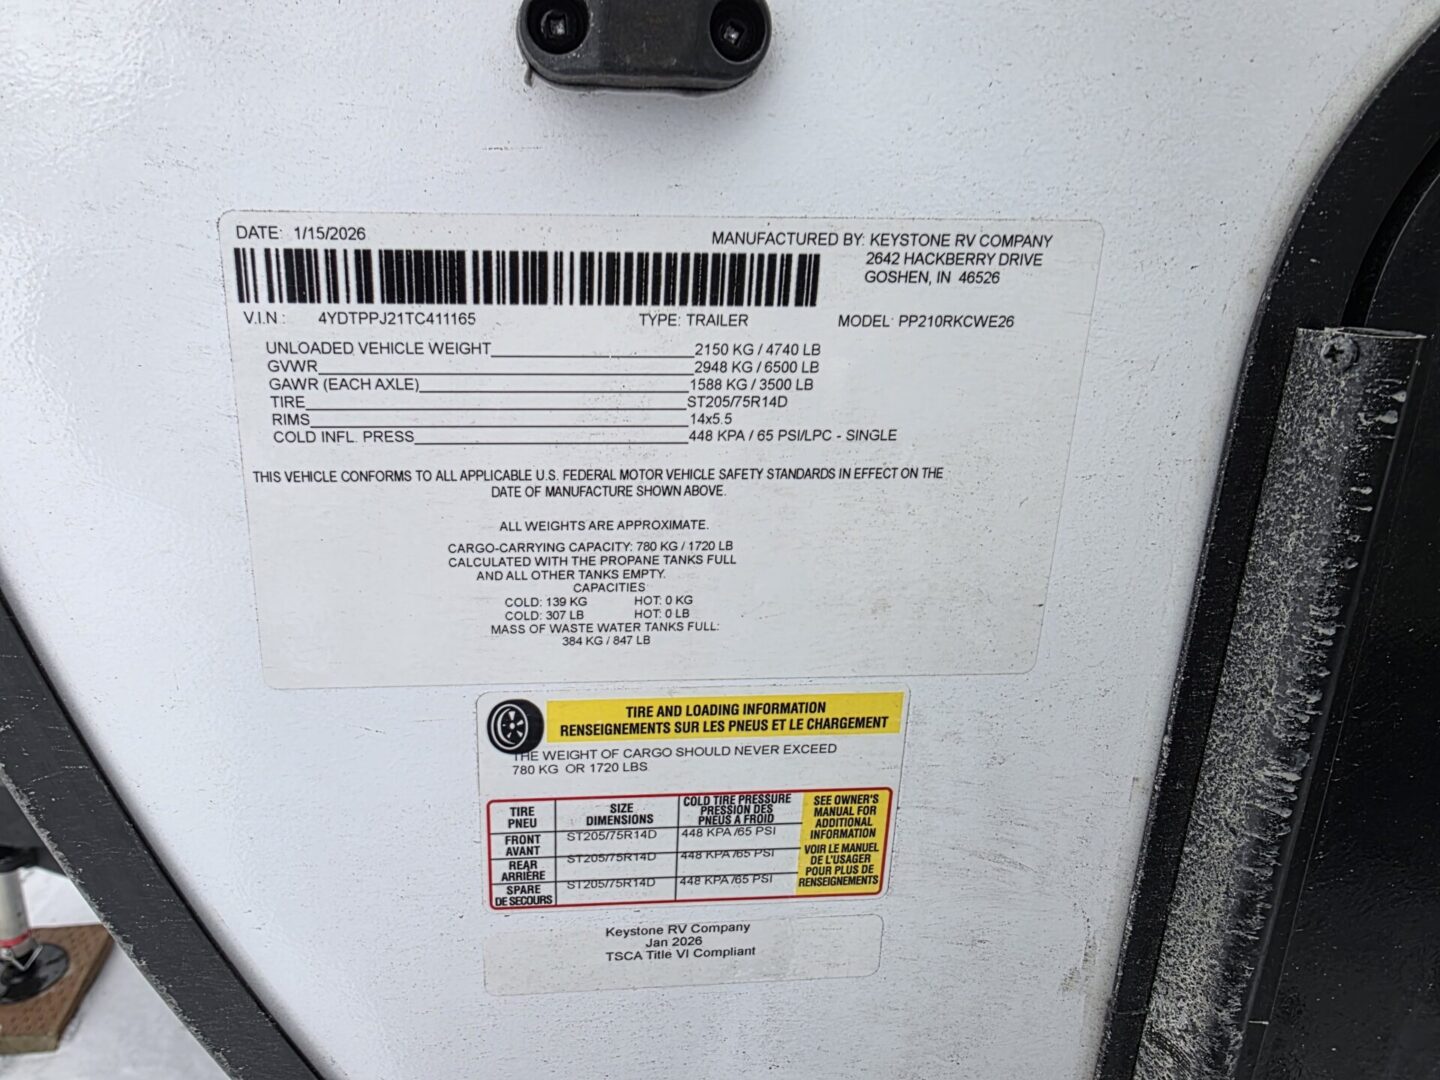 DATE: 1/15/2026
MANUFACTURED BY: KEYSTONE RV COMPANY
2642 HACKBERRY DRIVE
GOSHEN, IN 46526
V.I.N.: 4YDTPPJ21TC411165 TYPE: TRAILER MODEL: PP210RKCWE26
UNLOADED VEHICLE WEIGHT 2150 KG / 4740 LB
GVWR 2948 KG / 6500 LB
GAWR (EACH AXLE) 1588 KG / 3500 LB
TIRE ST205/75R14D
RIMS 14x5.5
COLD INFL. PRESS 448 KPA / 65 PSI/LPC - SINGLE
THIS VEHICLE CONFORMS TO ALL APPLICABLE U.S. FEDERAL MOTOR VEHICLE SAFETY STANDARDS IN EFFECT ON THE
DATE OF MANUFACTURE SHOWN ABOVE.
ALL WEIGHTS ARE APPROXIMATE.
CARGO-CARRYING CAPACITY: 780 KG / 1720 LB
CALCULATED WITH THE PROPANE TANKS FULL
AND ALL OTHER TANKS EMPTY.
CAPACITIES
COLD: 139 KG HOT: 0 KG
COLD: 307 LB HOT: 0 LB
MASS OF WASTE WATER TANKS FULL:
384 KG / 847 LB
TIRE AND LOADING INFORMATION
RENSEIGNEMENTS SUR LES PNEUS ET LE CHARGEMENT
THE WEIGHT OF CARGO SHOULD NEVER EXCEED
780 KG OR 1720 LBS
TIRE
PNEU
SIZE
DIMENSIONS
COLD TIRE PRESSURE
PRESSION DES
PNEUS A FROID
FRONT
AVANT
ST205/75R14D
448 KPA /65 PSI
REAR
ARRIÈRE
ST205/75R14D
448 KPA /65 PSI
SPARE
DE SECOURS
ST205/75R14D
448 KPA /65 PSI
SEE OWNER'S
MANUAL FOR
ADDITIONAL
INFORMATION
VOIR LE MANUEL
DE L'USAGER
POUR PLUS DE
RENSEIGNEMENTS
Keystone RV Company
Jan 2026
TSCA Title VI Compliant